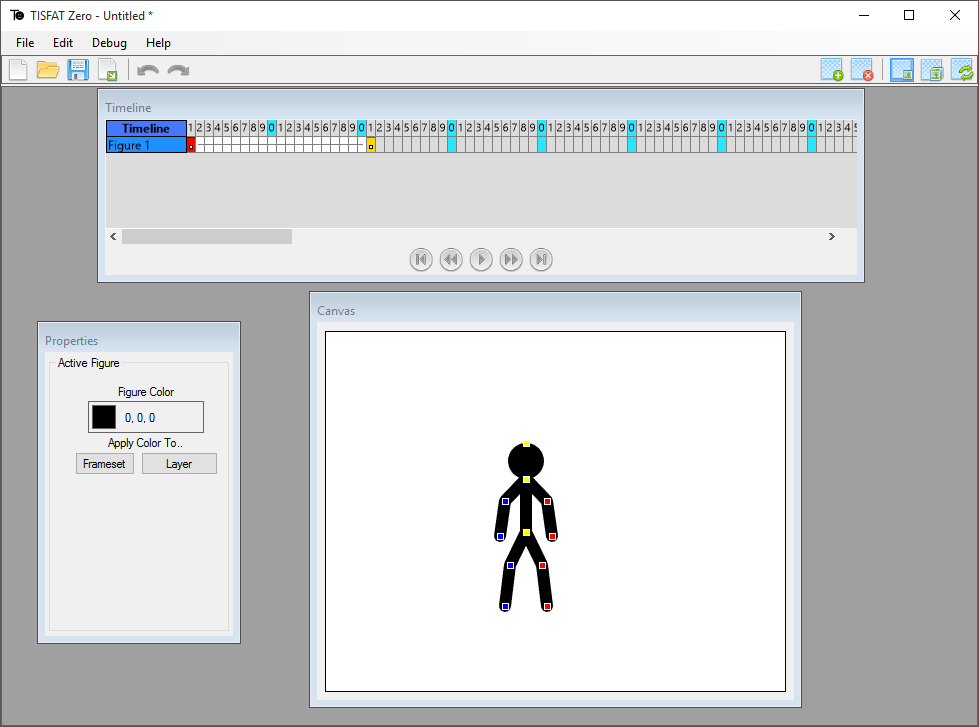 TISFAT Zero - Untitled *
File Edit Debug Help
Timeline
Timeline 1 2 3 4 5 6 7 8 9 0 1 2 3 4 5 6 7 8 9 0 1 2 3 4 5 6 7 8 9 0 1 2 3 4 5 6 7 8 9 0 1 2 3 4 5 6 7 8 9 0 1 2 3 4 5 6 7 8 9 0 1 2 3 4 5 6 7 8 9 0 1 2 3 4 5
Figure 1
Canvas
Properties
Active Figure
Figure Color
0, 0, 0
Apply Color To..
Frameset Layer